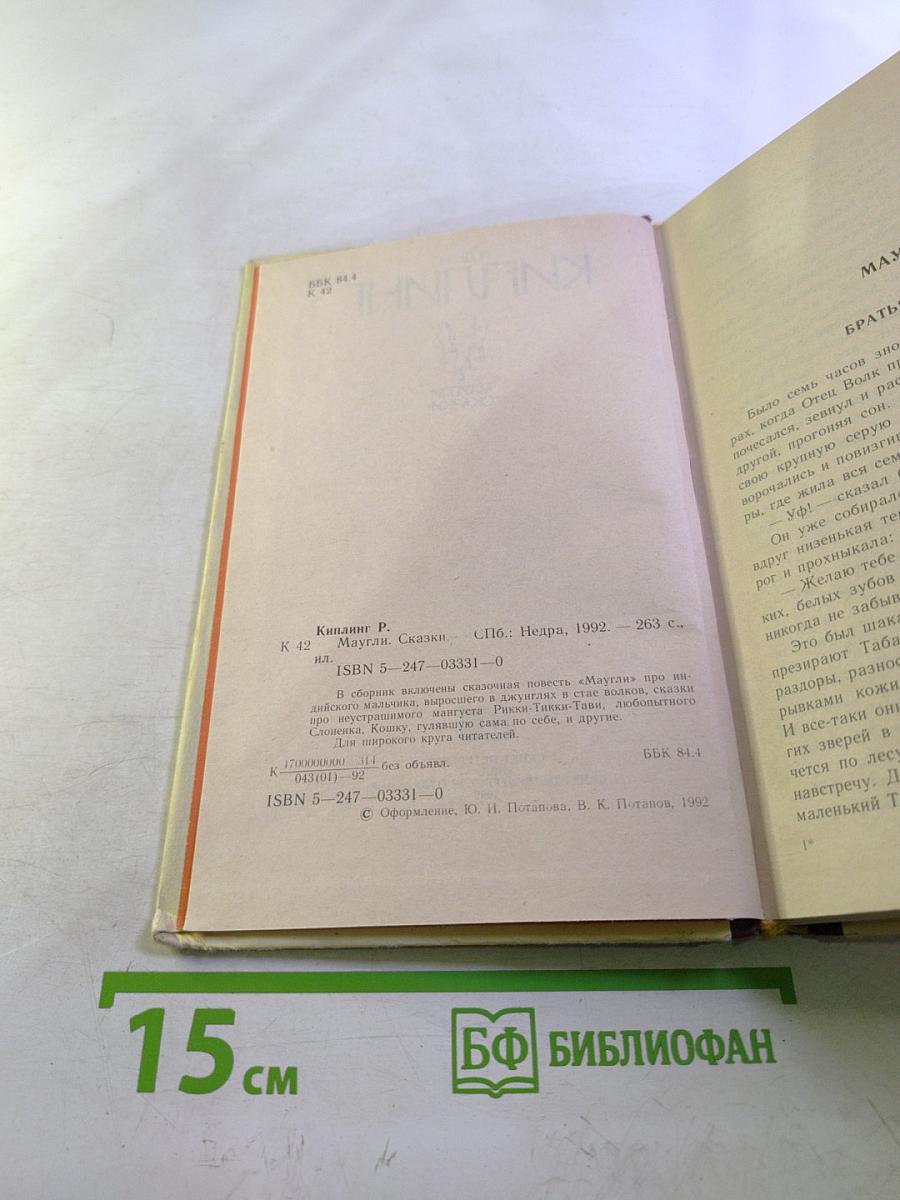 ББК 84.4
К 42
Киплинг Р.
К 42 Маугли. Сказки. СПб.: Недра, 1992. — 263 с.,
ил.
ISBN 5—247—03331—0
В сборник включены сказочная повесть «Маугли» про ин-
дийского мальчика, выросшего в джунглях в стае волков, сказки
про неустрашимого мангуста Рикки-Тикки-Тави, любопытного
Слоненка, Кошку, гулявшую сама по себе, и другие.
Для широкого круга читателей.
К 1700000000 314
043(01)—92 без объявл.
ББК 84.4
ISBN 5—247—03331—0
© Оформление, Ю. И. Потапова, В. К. Потапов, 1992
МАУ
БРАТЬЯ
Было семь часов зно
рах, когда Отец Волк пр
почесался, зевнул и рас
другой, прогоняя сон.
свою крупную серую
ворочались и повизгив
ры, где жила вся сем
— Уф! — сказал
Он уже собирался
вдруг низенькая те
рог и прохныкала:
— Желаю тебе
ких, белых зубов
никогда не забыв
Это был шака
презирают Таба
раздоры, разнос
рывками кожи
И все-таки они
гих зверей в
чется по лесу
навстречу. Д
маленький Т
1*
15 см
БФ БИБЛИОФАН